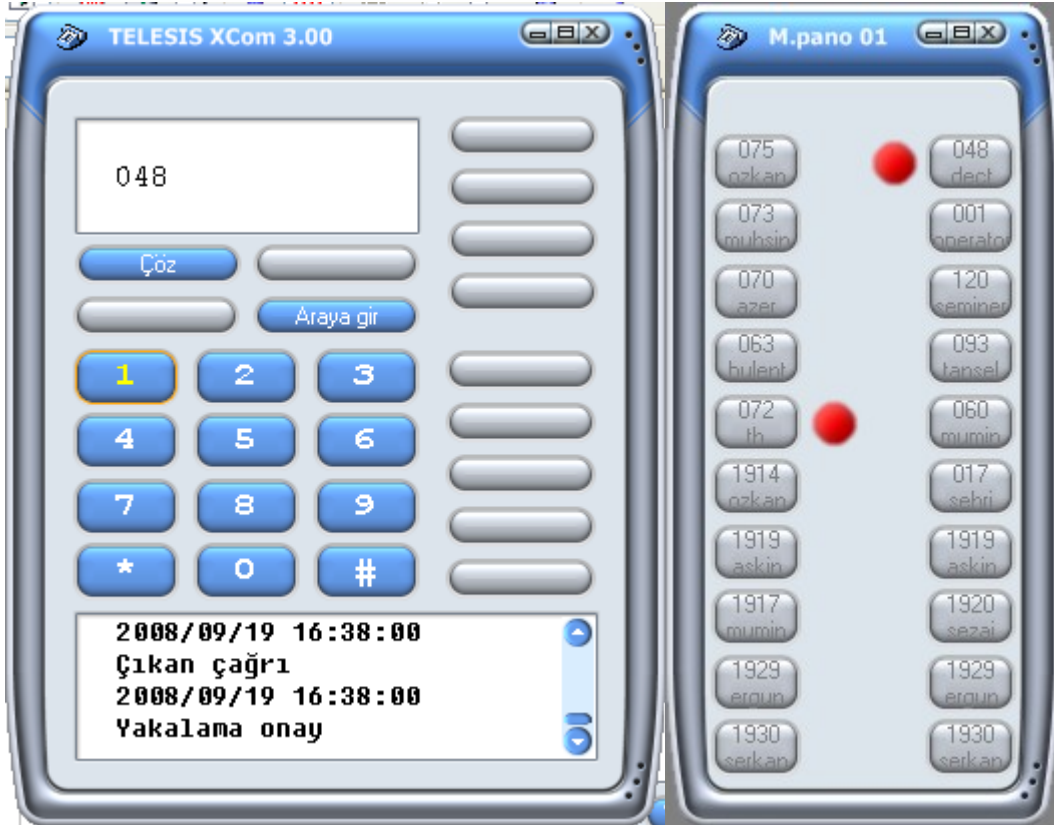 TELESIS XCom 3.00
048
Çöz
Araya gir
1 2 3
4 5 6
7 8 9
* 0 #
2008/09/19 16:38:00
Çıkan çağrı
2008/09/19 16:38:00
Yakalama onay
M.pano 01
075
ozkan
048
dect
073
muhsin
001
operator
070
azer
120
seminer
063
bulent
093
tansel
072
th
060
mumin
1914
ozkan
017
sehri
1919
askin
1919
askin
1917
mumin
1920
sezai
1929
ergun
1929
ergun
1930
serkan
1930
serkan